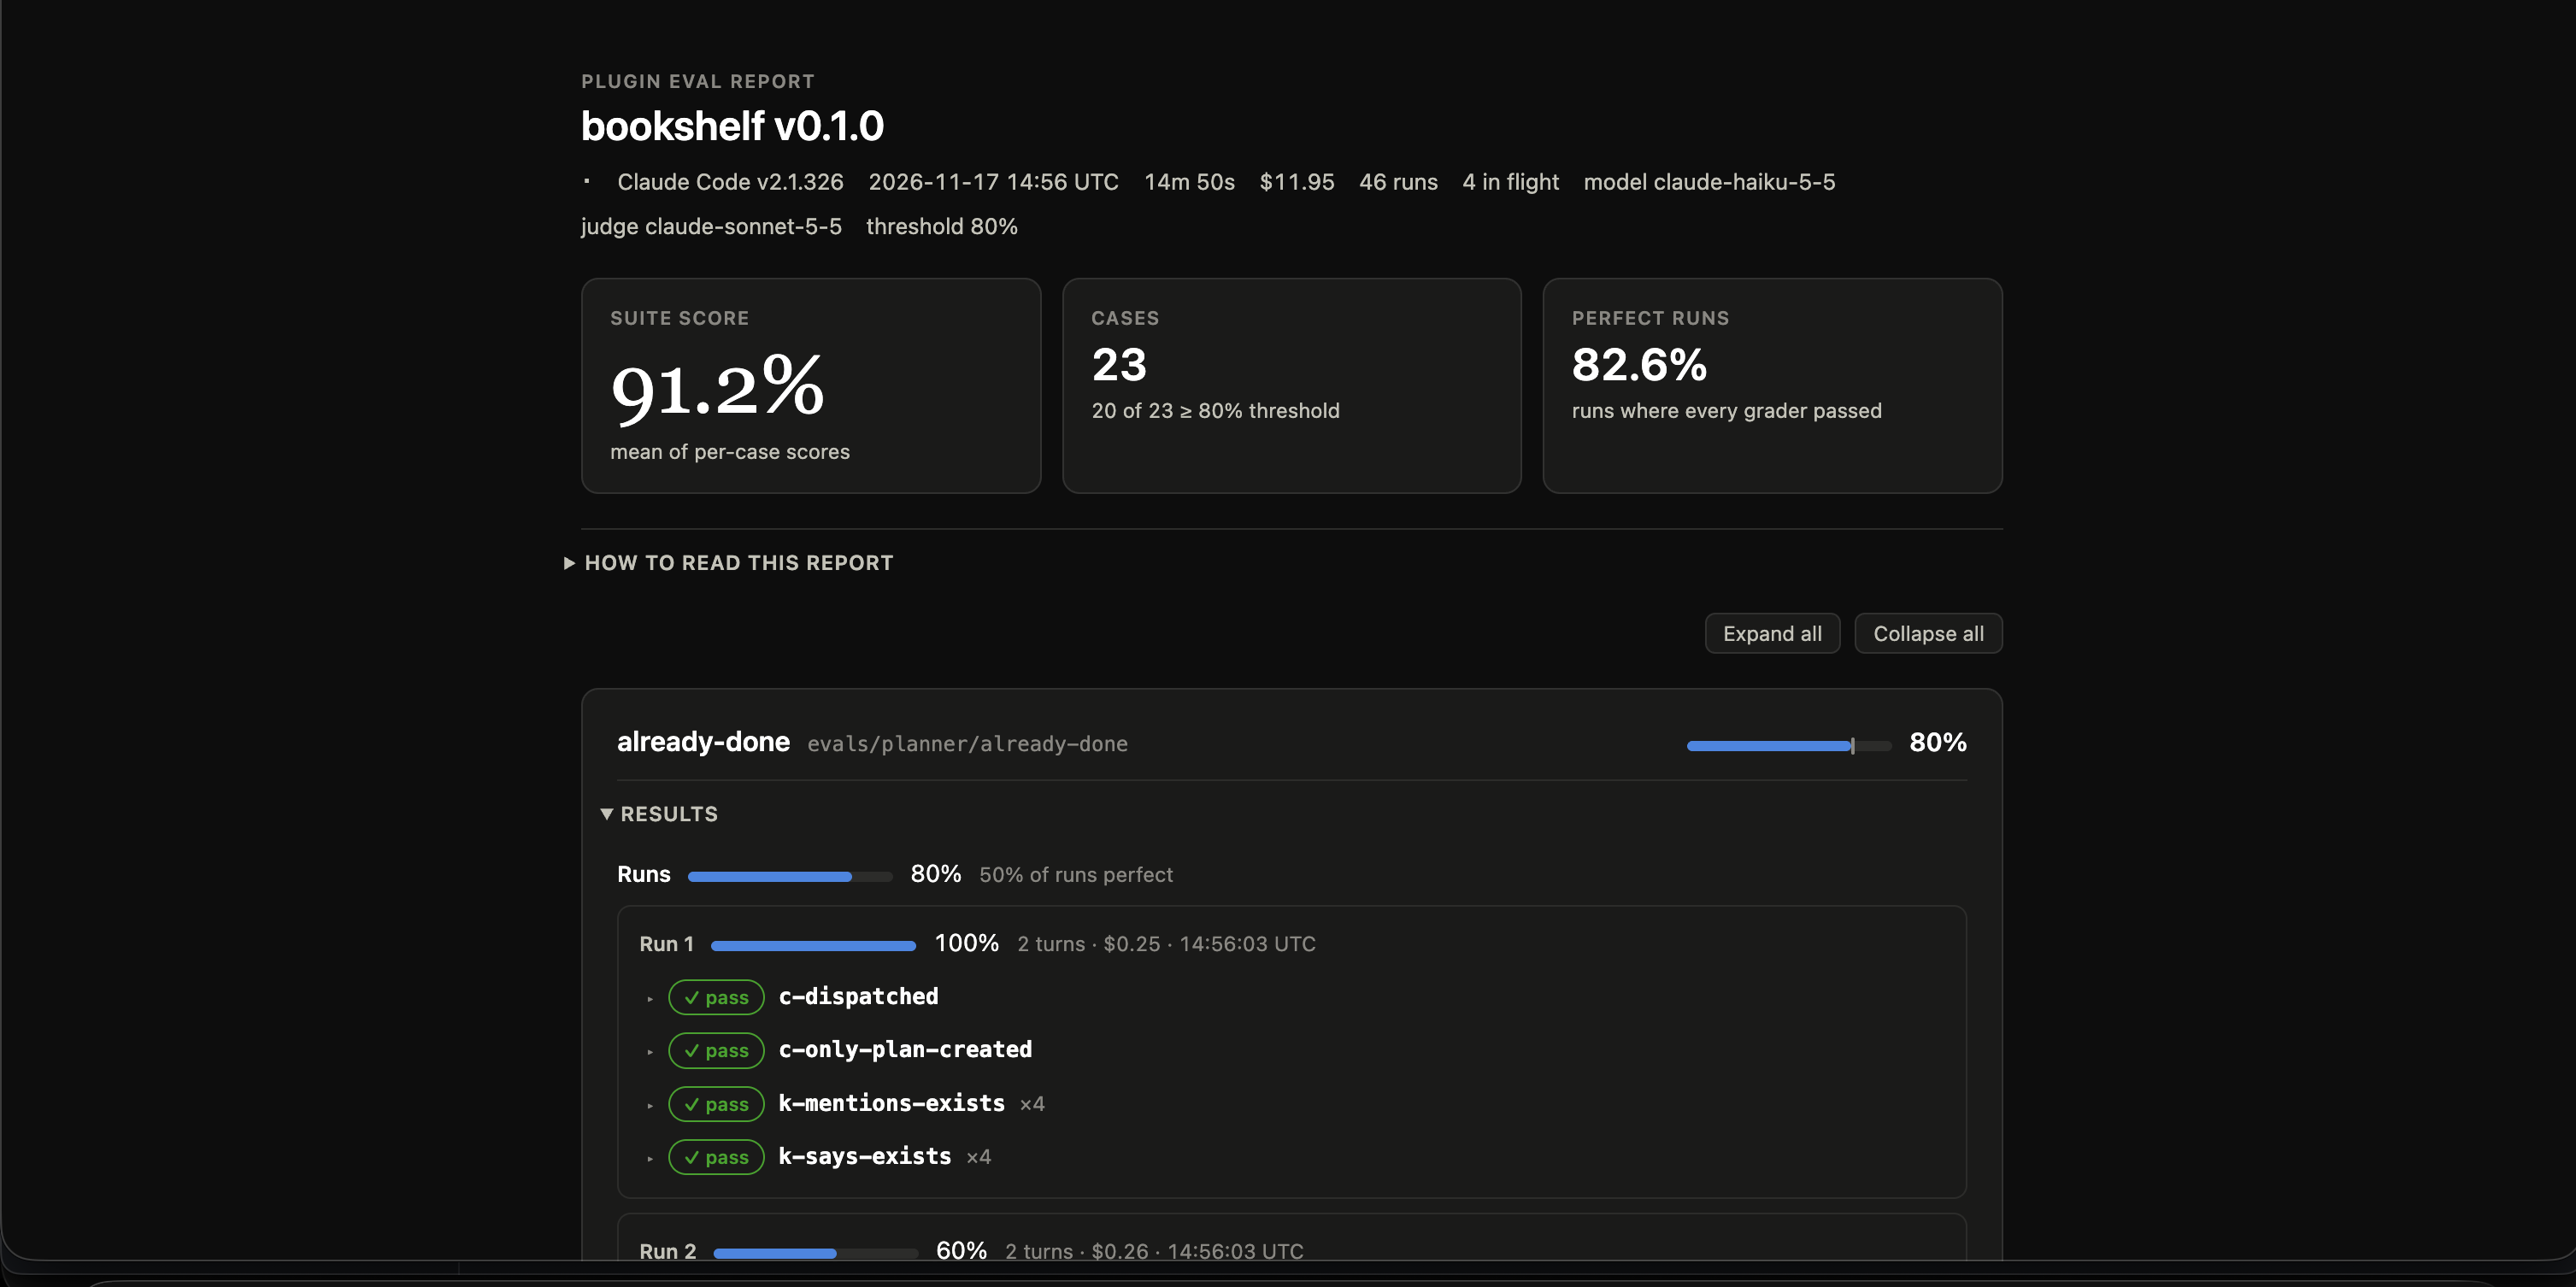 PLUGIN EVAL REPORT
bookshelf v0.1.0
· Claude Code v2.1.326 2026-11-17 14:56 UTC 14m 50s $11.95 46 runs 4 in flight model claude-haiku-5-5
judge claude-sonnet-5-5 threshold 80%
SUITE SCORE
91.2%
mean of per-case scores
CASES
23
20 of 23 ≥ 80% threshold
PERFECT RUNS
82.6%
runs where every grader passed
▶ HOW TO READ THIS REPORT
Expand all Collapse all
already-done evals/planner/already-done 80%
▼ RESULTS
Runs 80% 50% of runs perfect
Run 1 100% 2 turns · $0.25 · 14:56:03 UTC
▸ ✓ pass c-dispatched
▸ ✓ pass c-only-plan-created
▸ ✓ pass k-mentions-exists ×4
▸ ✓ pass k-says-exists ×4
Run 2 60% 2 turns · $0.26 · 14:56:03 UTC